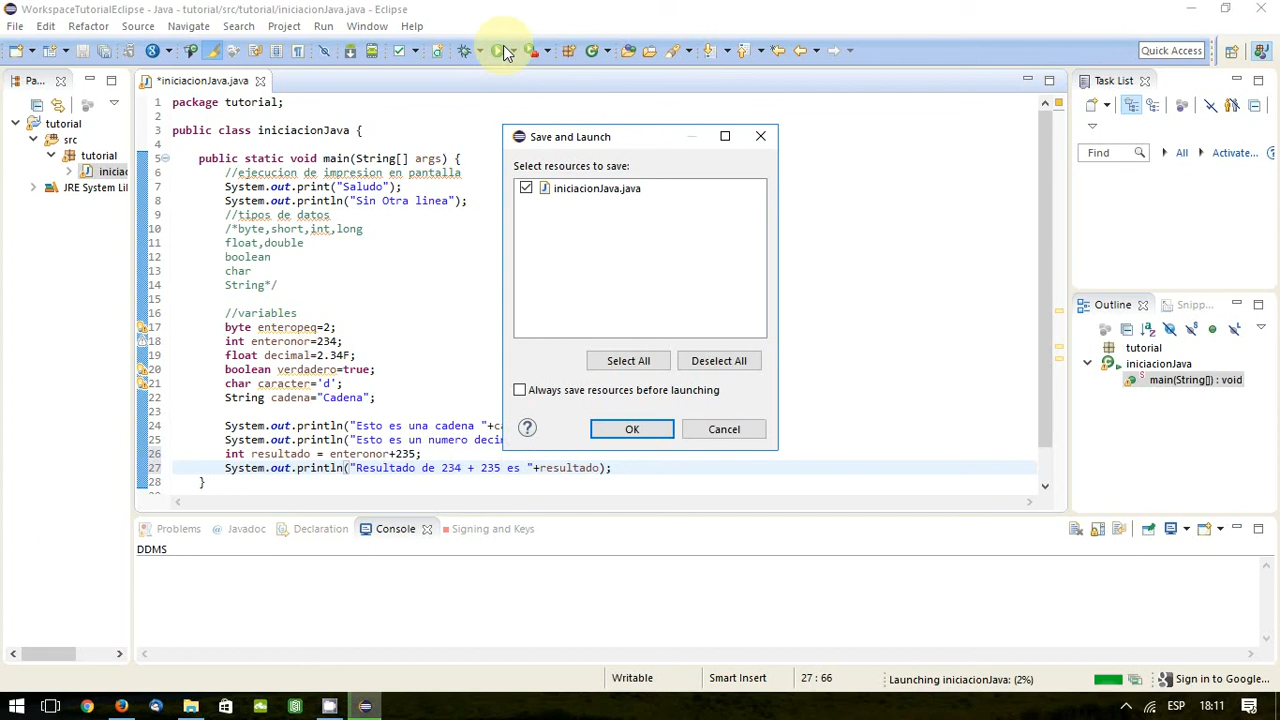 WorkspaceTutorialEclipse - Java - tutorial/src/tutorial/iniciacionJava.java - Eclipse
File Edit Refactor Source Navigate Search Project Run Window Help
Quick Access
Pa...
*iniciacionJava.java
Task List
tutorial
src
tutorial
inicia
JRE System Lil
1 package tutorial;
2
3 public class iniciacionJava {
4
5 public static void main(String[] args) {
6 //ejecucion de impresion en pantalla
7 System.out.print("Saludo");
8 System.out.println("Sin Otra linea");
9 //tipos de datos
10 /*byte,short,int,long
11 float,double
12 boolean
13 char
14 String*/
15
16 //variables
17 byte enteropeq=2;
18 int enteronor=234;
19 float decimal=2.34F;
20 boolean verdadero=true;
21 char caracter='d';
22 String cadena="Cadena";
23
24 System.out.println("Esto es una cadena "+ca
25 System.out.println("Esto es un numero deci
26 int resultado = enteronor+235;
27 System.out.println("Resultado de 234 + 235 es "+resultado);
28 }
Save and Launch
Select resources to save:
iniciacionJava.java
Select All Deselect All
Always save resources before launching
OK Cancel
Find All Activate...
Outline Snipp...
tutorial
iniciacionJava
S main(String[]) : void
Problems Javadoc Declaration Console Signing and Keys
DDMS
Writable Smart Insert 27 : 66 Launching iniciacionJava: (2%) Sign in to Google...
ESP 18:11